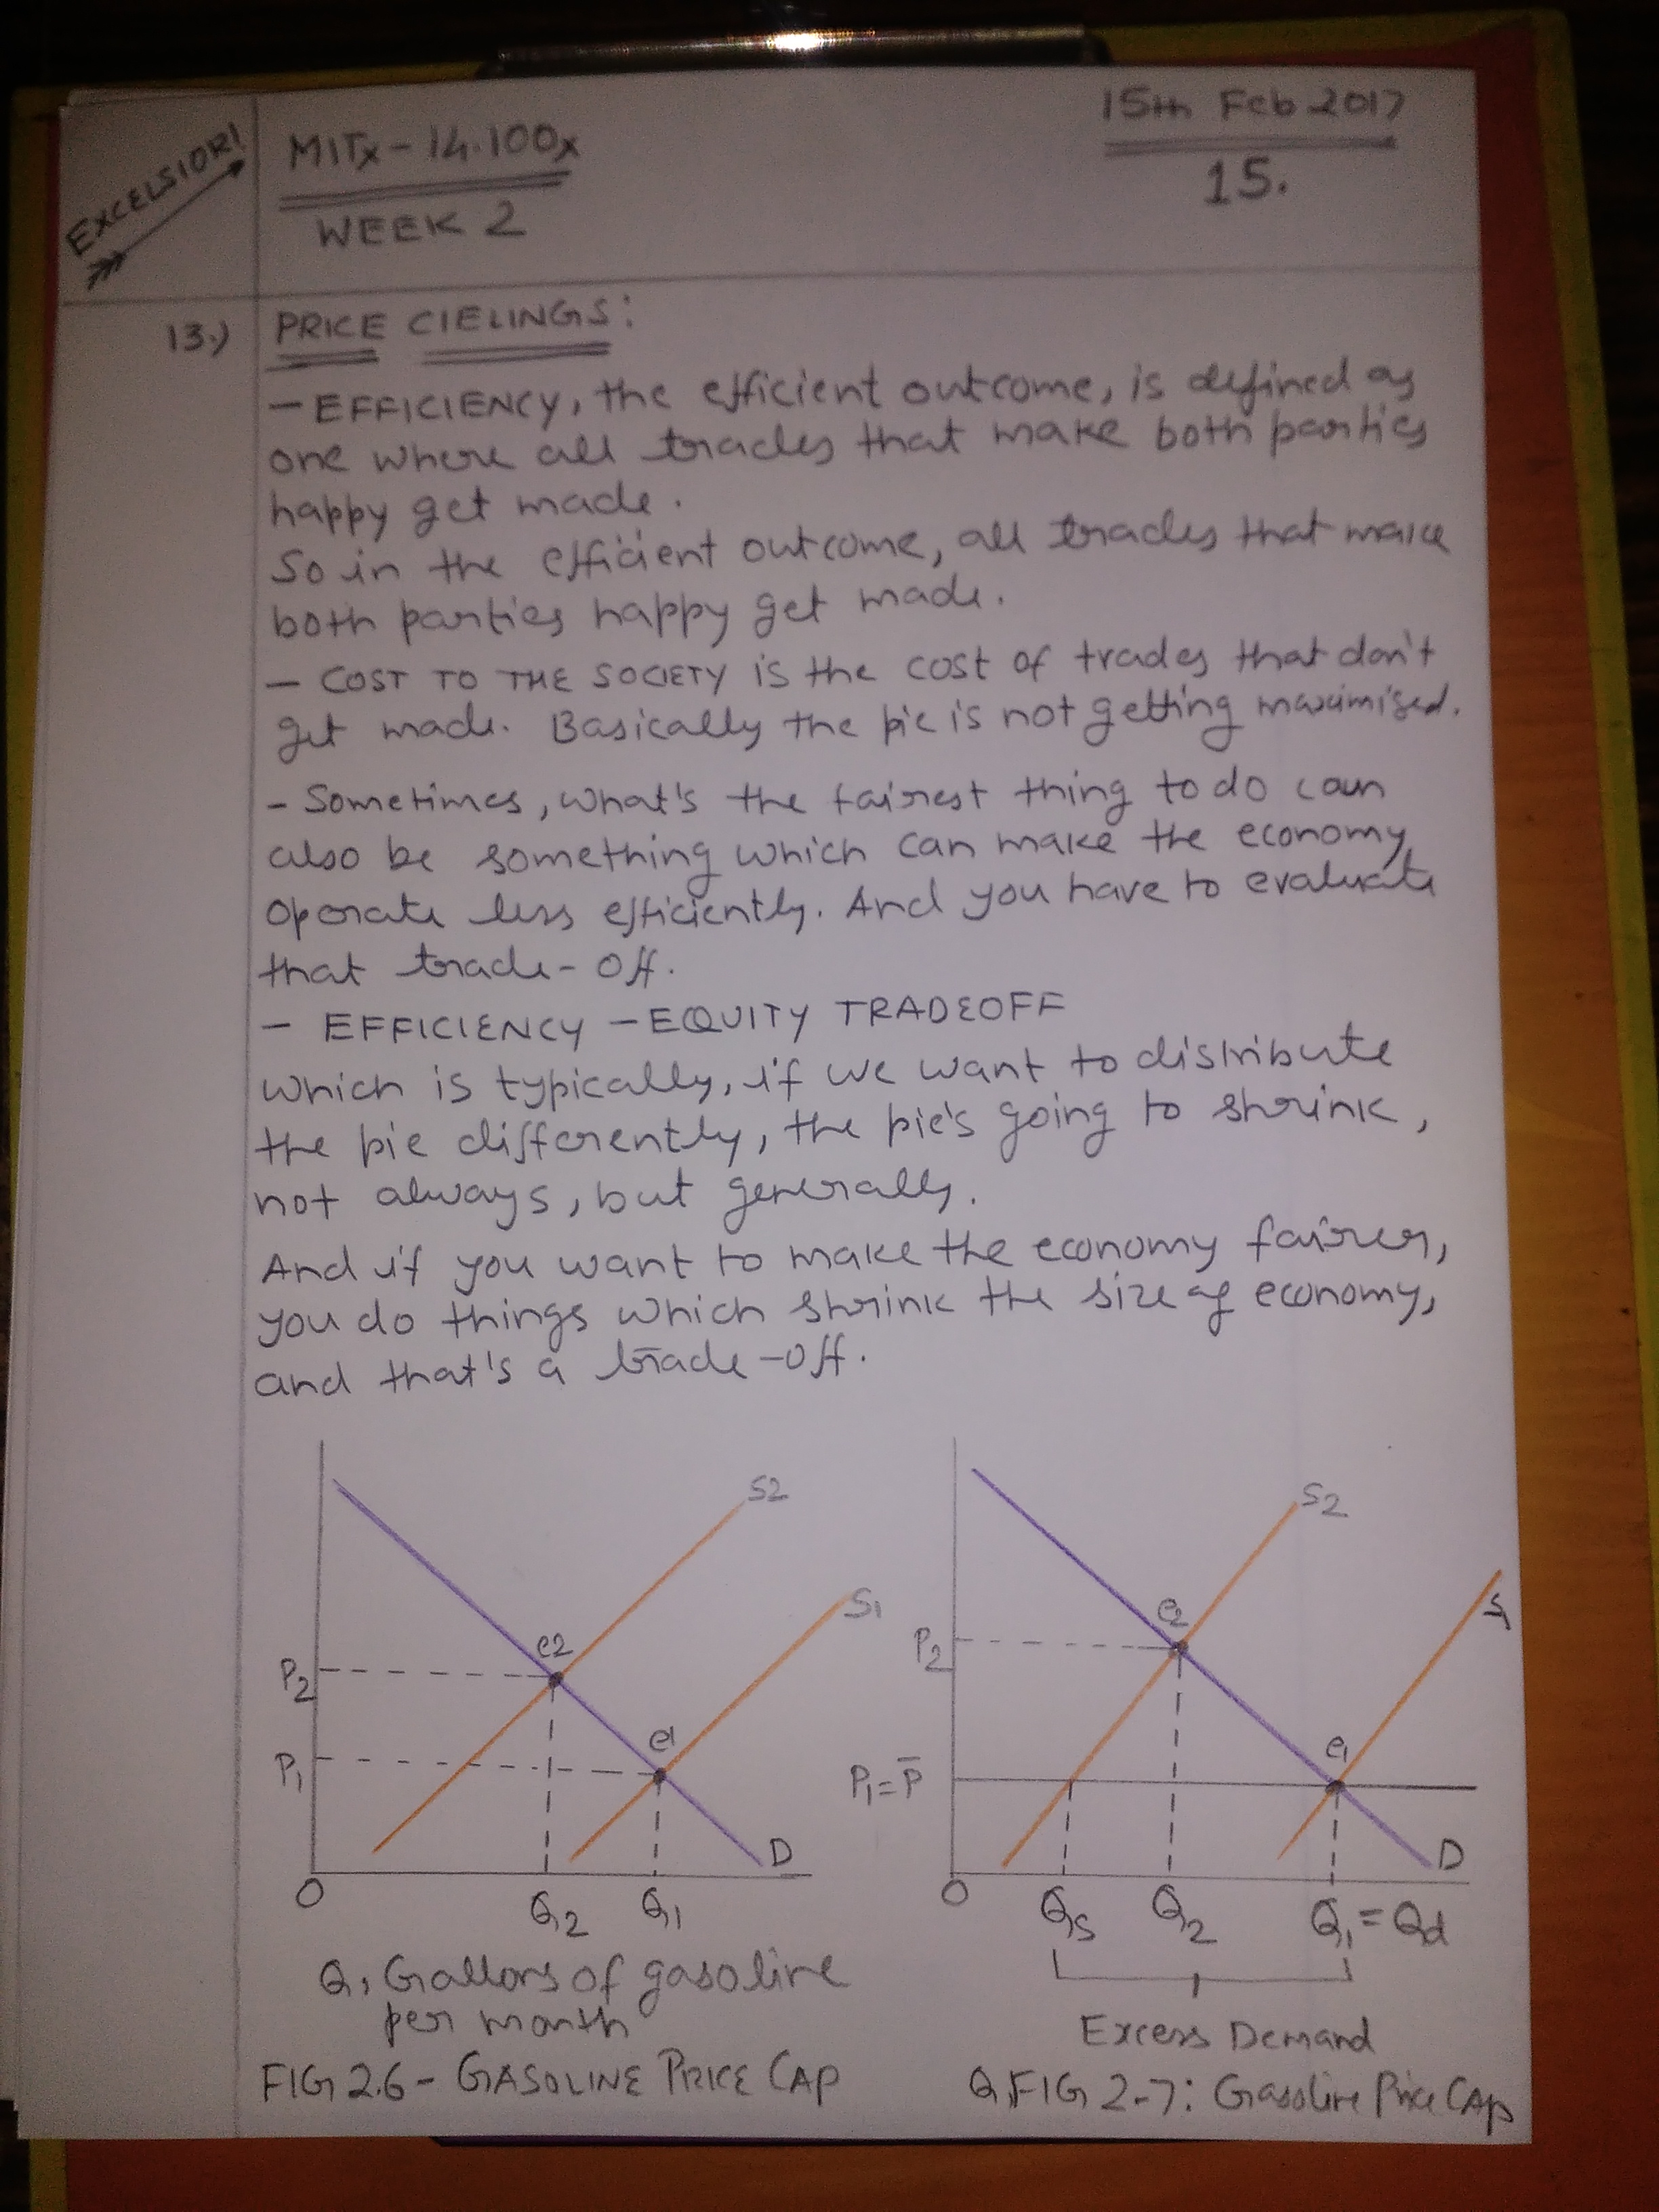 EXCELSIOR!
MITx - 14.100x
WEEK 2
15th Feb 2017
15.
13.) PRICE CIELINGS:
- EFFICIENCY, the efficient outcome, is defined as
one where all trades that make both parties
happy get made.
So in the efficient outcome, all trades that make
both parties happy get made.
- COST TO THE SOCIETY is the cost of trades that don't
get made. Basically the pie is not getting maximised.
- Sometimes, what's the fairest thing to do can
also be something which can make the economy
operate less efficiently. And you have to evaluate
that trade-off.
- EFFICIENCY - EQUITY TRADEOFF
which is typically, if we want to distribute
the pie differently, the pie's going to shrink,
not always, but generally.
And if you want to make the economy fairer,
you do things which shrink the size of economy,
and that's a trade-off.
S2
S1
e2
P2
e1
P1
D
O
Q2 Q1
Q, Gallons of gasoline
per month
FIG 2.6 - GASOLINE PRICE CAP
S2
S1
e2
P2
e1
P1 = P̄
D
O
Qs Q2 Q1 = Qd
Excess Demand
Q, FIG 2.7: Gasoline Price CAP